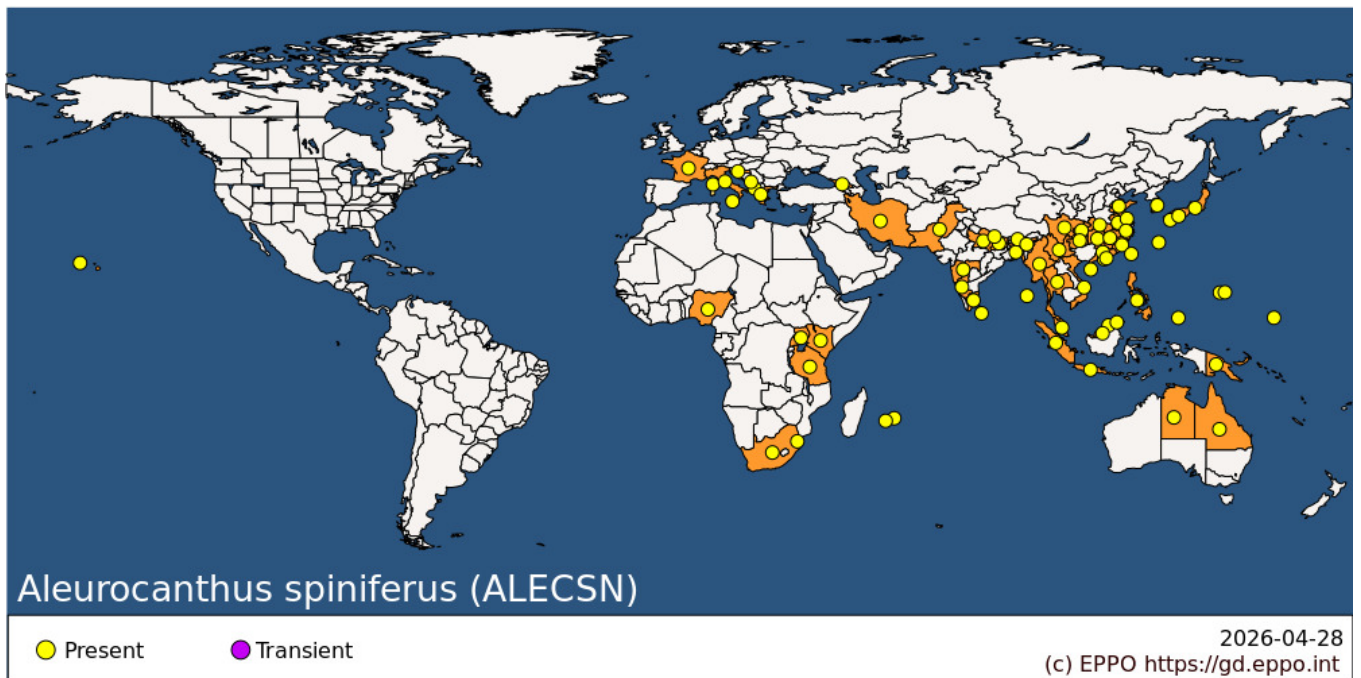 Aleurocanthus spiniferus (ALECSN)
Present
Transient
2026-04-28
(c) EPPO https://gd.eppo.int